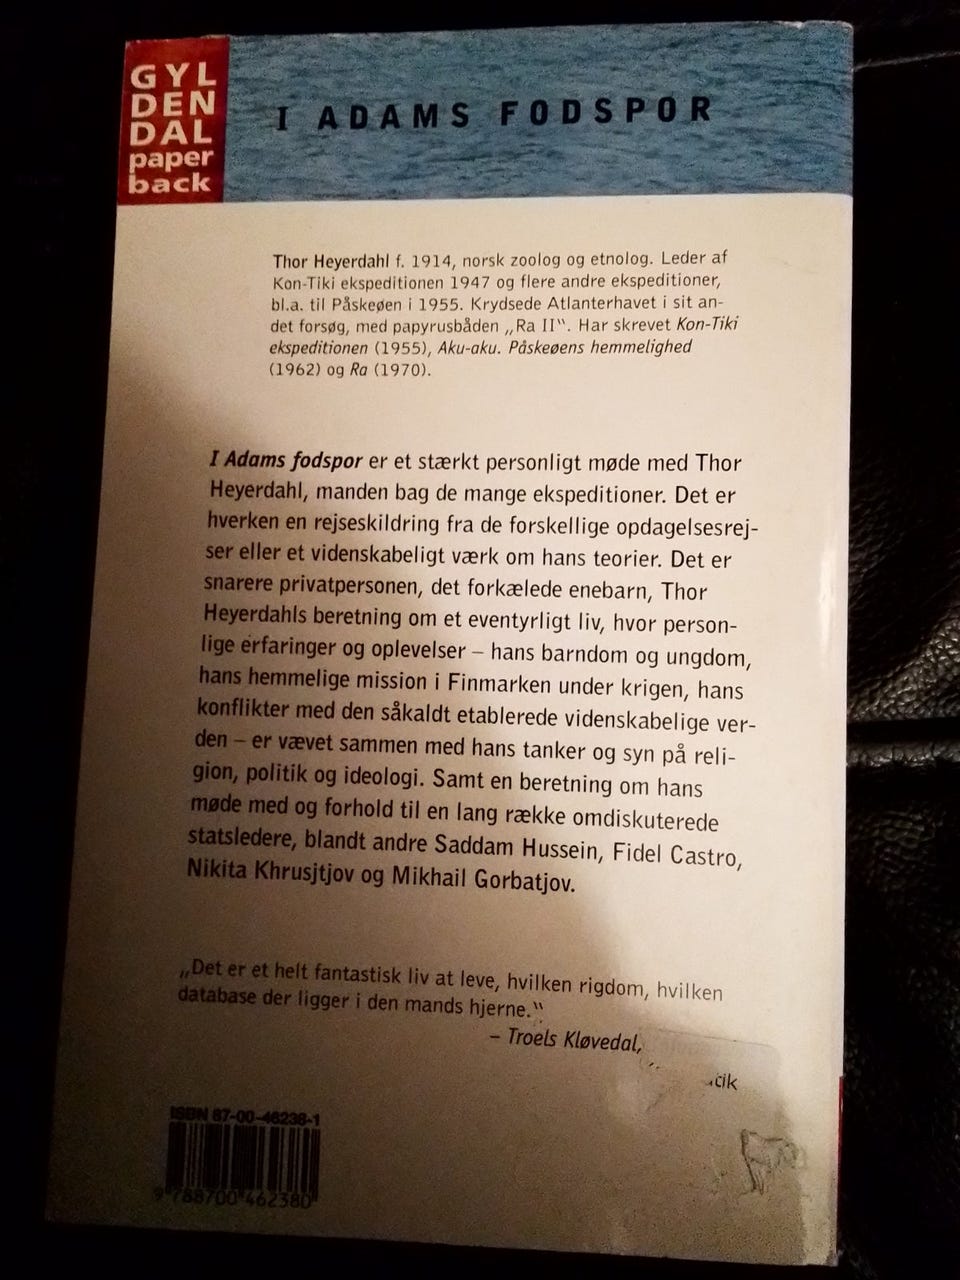 GYL
DEN
DAL
paper
back
I ADAMS FODSPOR
Thor Heyerdahl f. 1914, norsk zoolog og etnolog. Leder af
Kon-Tiki ekspeditionen 1947 og flere andre ekspeditioner,
bl.a. til Påskeøen i 1955. Krydsede Atlanterhavet i sit an-
det forsøg, med papyrusbåden „Ra II“. Har skrevet Kon-Tiki
ekspeditionen (1955), Aku-aku. Påskeøens hemmelighed
(1962) og Ra (1970).
I Adams fodspor er et stærkt personligt møde med Thor
Heyerdahl, manden bag de mange ekspeditioner. Det er
hverken en rejseskildring fra de forskellige opdagelsesrej-
ser eller et videnskabeligt værk om hans teorier. Det er
snarere privatpersonen, det forkælede enebarn, Thor
Heyerdahls beretning om et eventyrligt liv, hvor person-
lige erfaringer og oplevelser – hans barndom og ungdom,
hans hemmelige mission i Finmarken under krigen, hans
konflikter med den såkaldt etablerede videnskabelige ver-
den – er vævet sammen med hans tanker og syn på reli-
gion, politik og ideologi. Samt en beretning om hans
møde med og forhold til en lang række omdiskuterede
statsledere, blandt andre Saddam Hussein, Fidel Castro,
Nikita Khrusjtjov og Mikhail Gorbatjov.
„Det er et helt fantastisk liv at leve, hvilken rigdom, hvilken
database der ligger i den mands hjerne.“
– Troels Kløvedal,
ISBN 87-00-46238-1
9 788700 462380